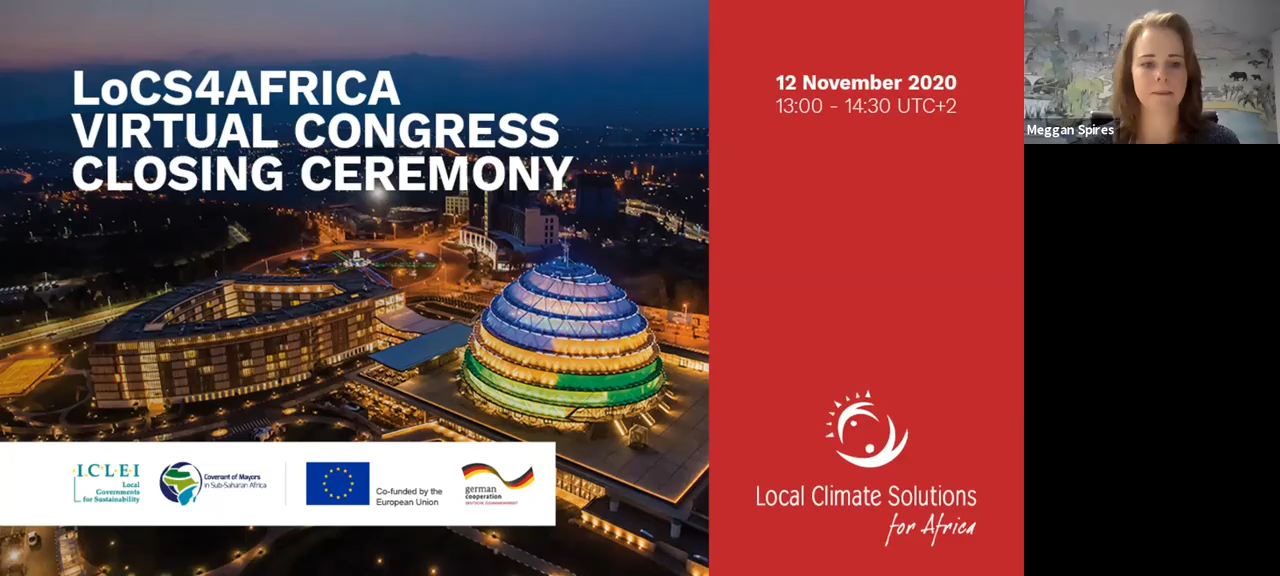 LoCS4AFRICA
VIRTUAL CONGRESS
CLOSING CEREMONY
12 November 2020
13:00 - 14:30 UTC+2
Meggan Spires
I.C.L.E.I
Local
Governments
for Sustainability
Covenant of Mayors
in Sub-Saharan Africa
Co-funded by the
European Union
german
cooperation
DEUTSCHE ZUSAMMENARBEIT
Local Climate Solutions
for Africa